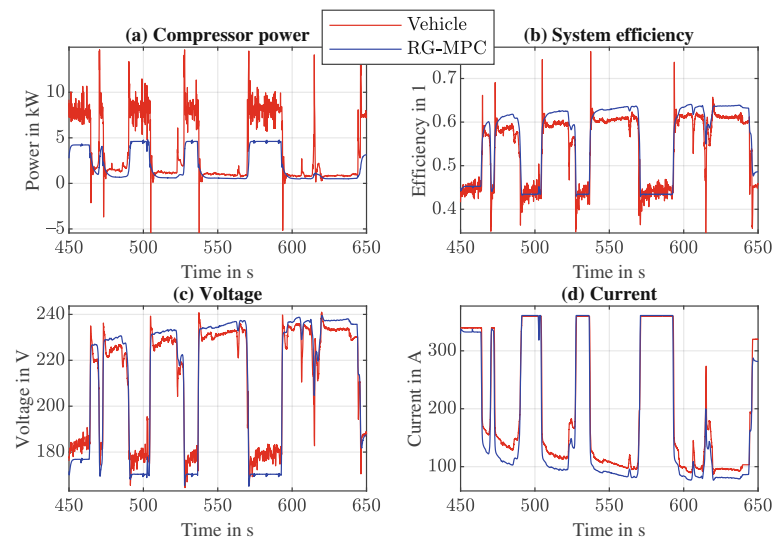 Vehicle
RG-MPC
(a) Compressor power
(b) System efficiency
Power in kW
10
5
0
−5
450
500
550
600
650
Time in s
Efficiency in 1
0.7
0.6
0.5
0.4
450
500
550
600
650
Time in s
(c) Voltage
(d) Current
Voltage in V
240
220
200
180
450
500
550
600
650
Time in s
Current in A
300
200
100
450
500
550
600
650
Time in s